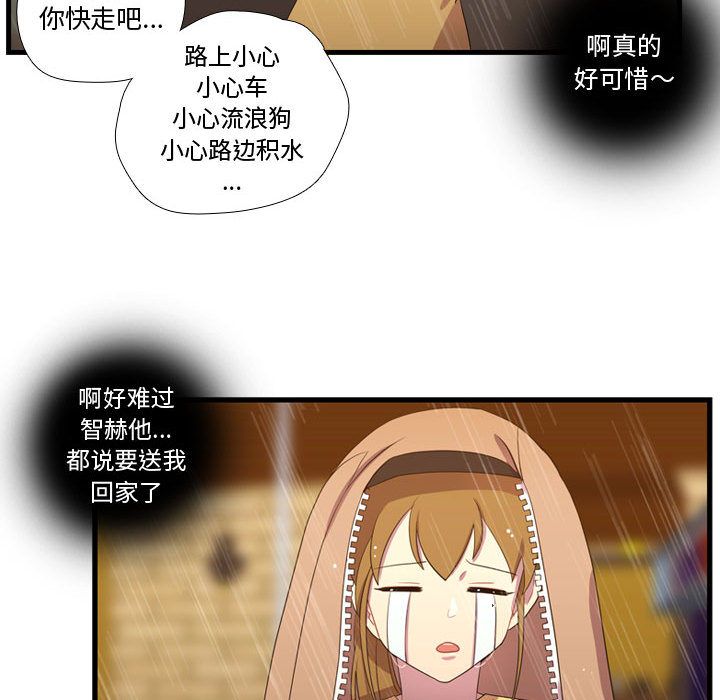 你快走吧...
路上小心
小心车
小心流浪狗
小心路边积水
...
啊真的
好可惜~
啊好难过
智赫他...
都说要送我
回家了